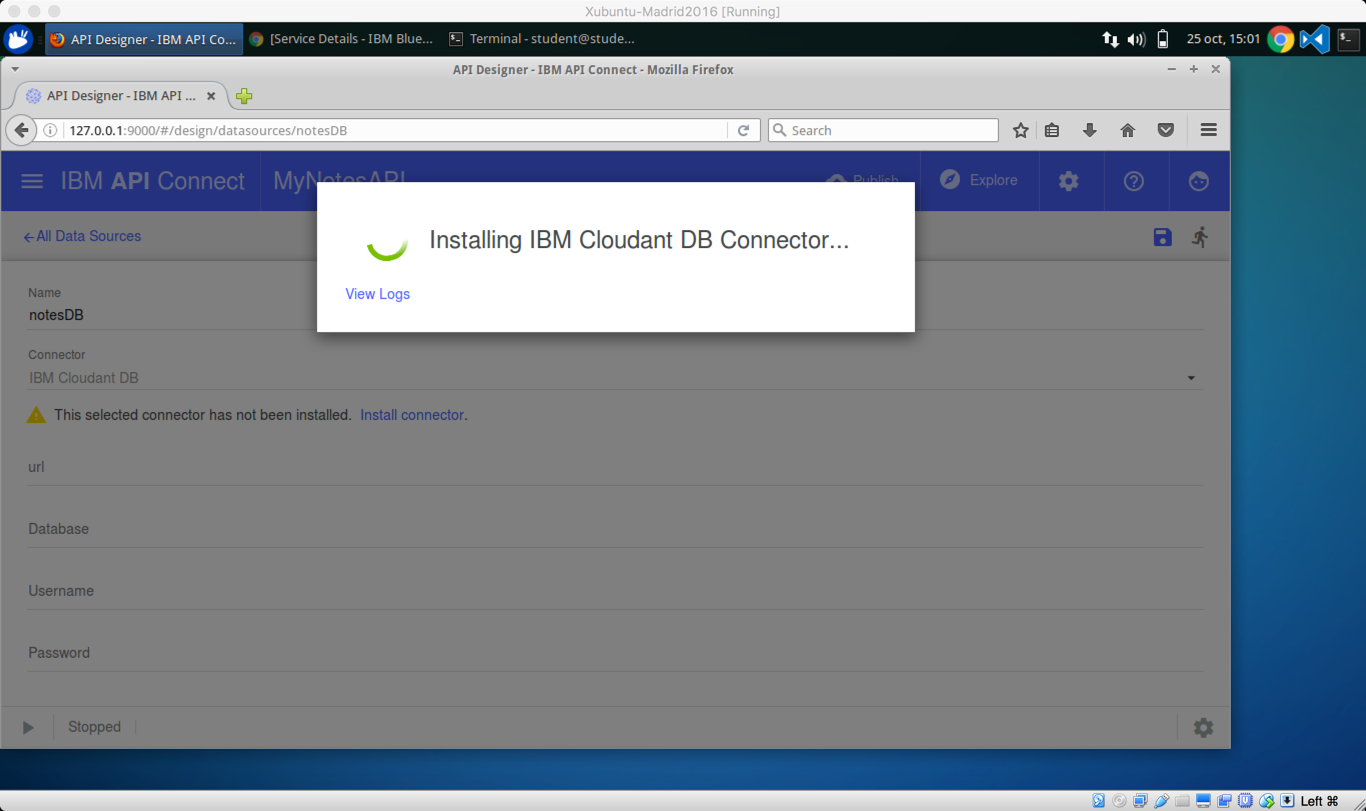 Xubuntu-Madrid2016 [Running]
API Designer - IBM API Co...
[Service Details - IBM Blue...
Terminal - student@stude...
25 oct, 15:01
API Designer - IBM API Connect - Mozilla Firefox
API Designer - IBM API ...
127.0.0.1:9000/#/design/datasources/notesDB
Search
IBM API Connect
MyNotesAPI
Publish
Explore
←All Data Sources
Installing IBM Cloudant DB Connector...
View Logs
Name
notesDB
Connector
IBM Cloudant DB
This selected connector has not been installed. Install connector.
url
Database
Username
Password
Stopped
Left ⌘